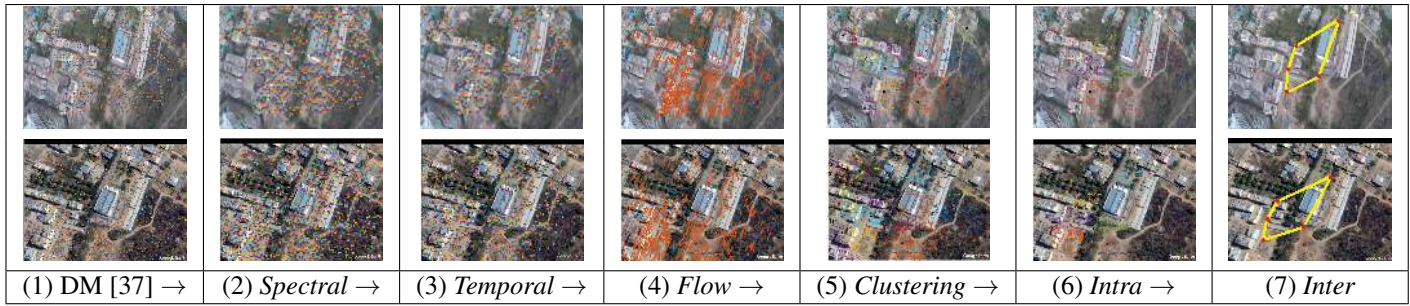 (1) DM [37] → (2) Spectral → (3) Temporal → (4) Flow → (5) Clustering → (6) Intra → (7) Inter